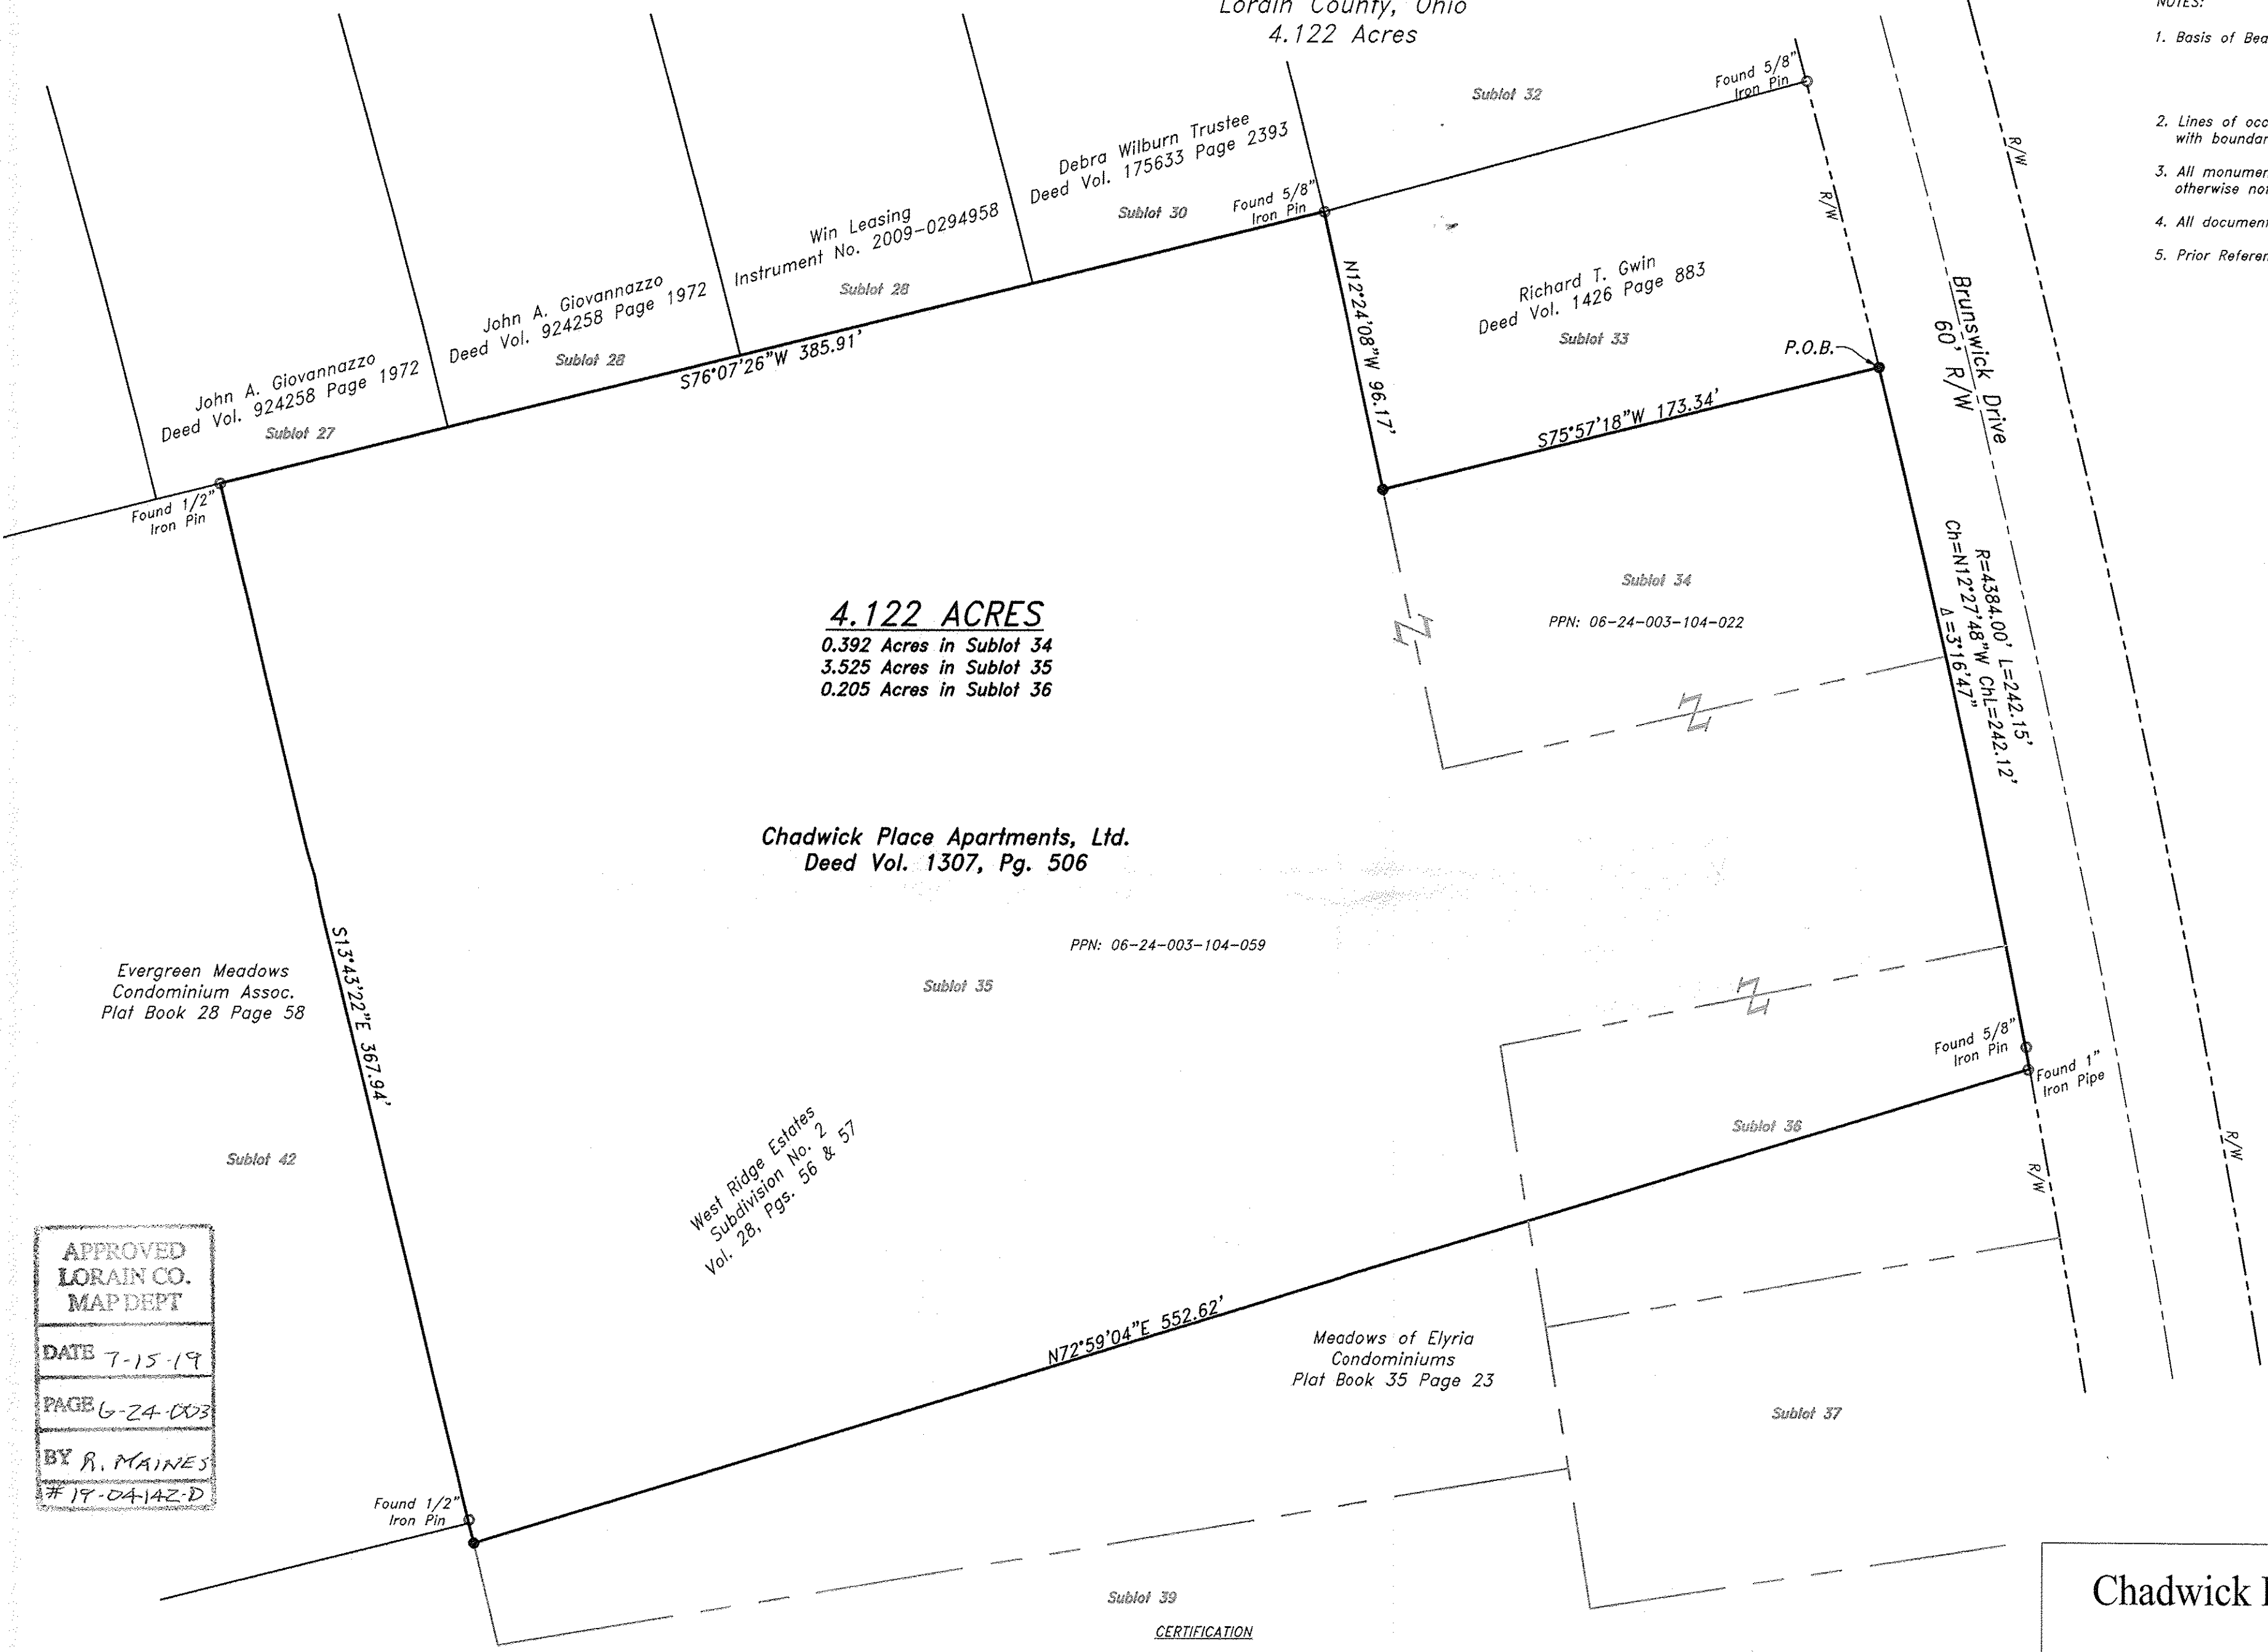 Lorain County, Ohio
4.122 Acres
NOTES:
1. Basis of
2. Lines of
with
3. All
otherwise
4. All
5. Prior
Sublot 32
Found 5/8"
Iron Pin
R/W
R/W
Debra Wilburn Trustee
Deed Vol. 175633 Page 2393
Sublot 30
Found 5/8"
Iron Pin
Win Leasing
Instrument No. 2009-0294958
Sublot 28
John A. Giovannazzo
Deed Vol. 924258 Page 1972
Sublot 28
John A. Giovannazzo
Deed Vol. 924258 Page 1972
Sublot 27
Found 1/2"
Iron Pin
S76°07'26"W 385.91'
N12°24'08"W 96.17'
Richard T. Gwin
Deed Vol. 1426 Page 883
Sublot 33
P.O.B.
S75°57'18"W 173.34'
Brunswick Drive
60' R/W
R=4384.00' L=242.15'
Ch=N12°27'48"W ChL=242.12'
Δ=3°16'47"
Sublot 34
PPN: 06-24-003-104-022
4.122 ACRES
0.392 Acres in Sublot 34
3.525 Acres in Sublot 35
0.205 Acres in Sublot 36
Chadwick Place Apartments, Ltd.
Deed Vol. 1307, Pg. 506
PPN: 06-24-003-104-059
Sublot 35
S13°43'22"E 367.94'
Evergreen Meadows
Condominium Assoc.
Plat Book 28 Page 58
Sublot 42
West Ridge Estates
Subdivision No. 2
Vol. 28, Pgs. 56 & 57
Found 5/8"
Iron Pin
Found 1"
Iron Pipe
Sublot 36
R/W
R/W
N72°59'04"E 552.62'
Meadows of Elyria
Condominiums
Plat Book 35 Page 23
Sublot 37
APPROVED
LORAIN CO.
MAP DEPT
DATE 7-15-19
PAGE 6-24-003
BY R. MAINES
# 19-04142-D
Found 1/2"
Iron Pin
Sublot 39
CERTIFICATION
Chadwick